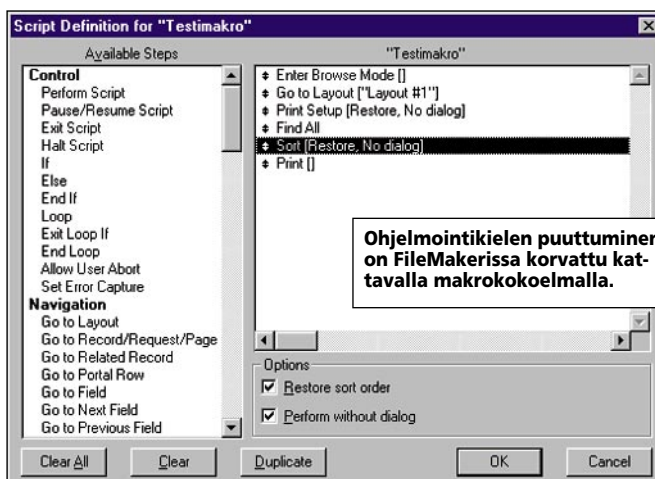 Script Definition for "Testimakro"
Available Steps
Control
Perform Script
Pause/Resume Script
Exit Script
Halt Script
If
Else
End If
Loop
Exit Loop If
End Loop
Allow User Abort
Set Error Capture
Navigation
Go to Layout
Go to Record/Request/Page
Go to Related Record
Go to Portal Row
Go to Field
Go to Next Field
Go to Previous Field
"Testimakro"
Enter Browse Mode []
Go to Layout ["Layout #1"]
Print Setup [Restore, No dialog]
Find All
Sort [Restore, No dialog]
Print []
Ohjelmointikielen puuttuminen
on FileMakerissa korvattu kat-
tavalla makrokokoelmalla.
Options
Restore sort order
Perform without dialog
Clear All
Clear
Duplicate
OK
Cancel